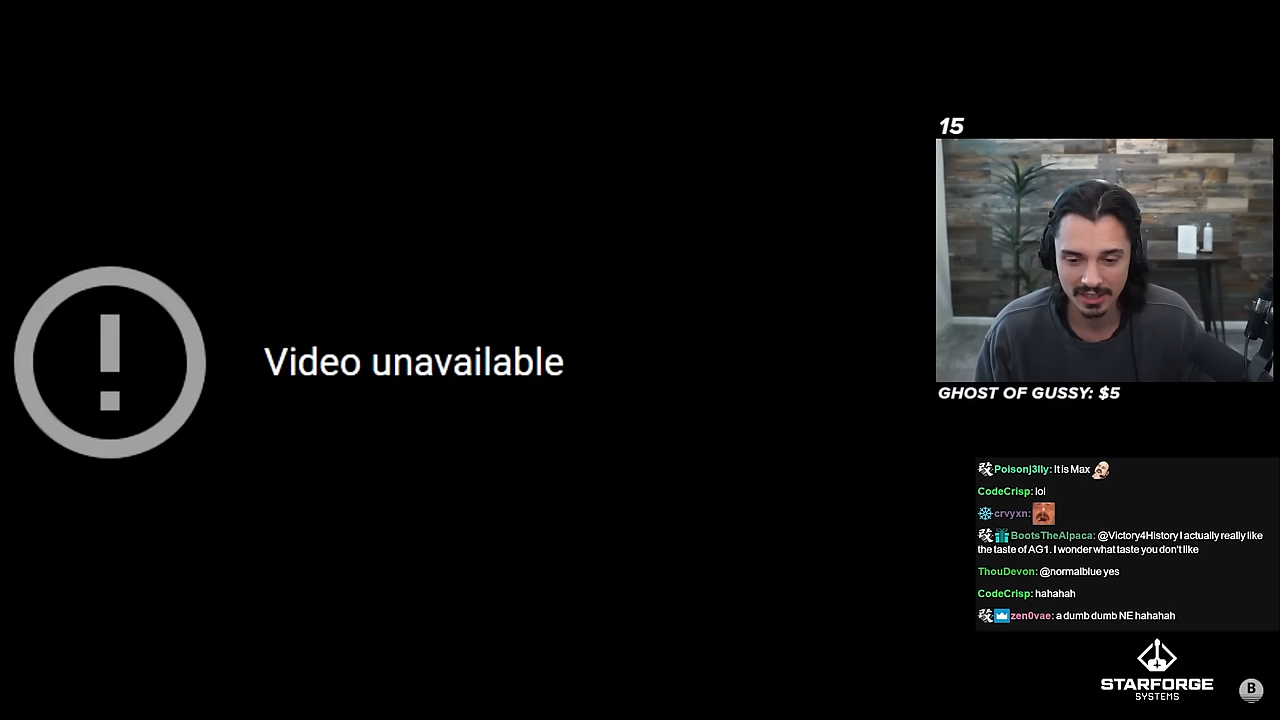 15
Video unavailable
GHOST OF GUSSY: $5
Poisonj3lly: It is Max
CodeCrisp: lol
crvyxn:
BootsTheAlpaca: @Victory4History I actually really like
the taste of AG1. I wonder what taste you don't like
ThouDevon: @normalblue yes
CodeCrisp: hahahah
zen0vae: a dumb dumb NE hahahah
STARFORGE
SYSTEMS
B